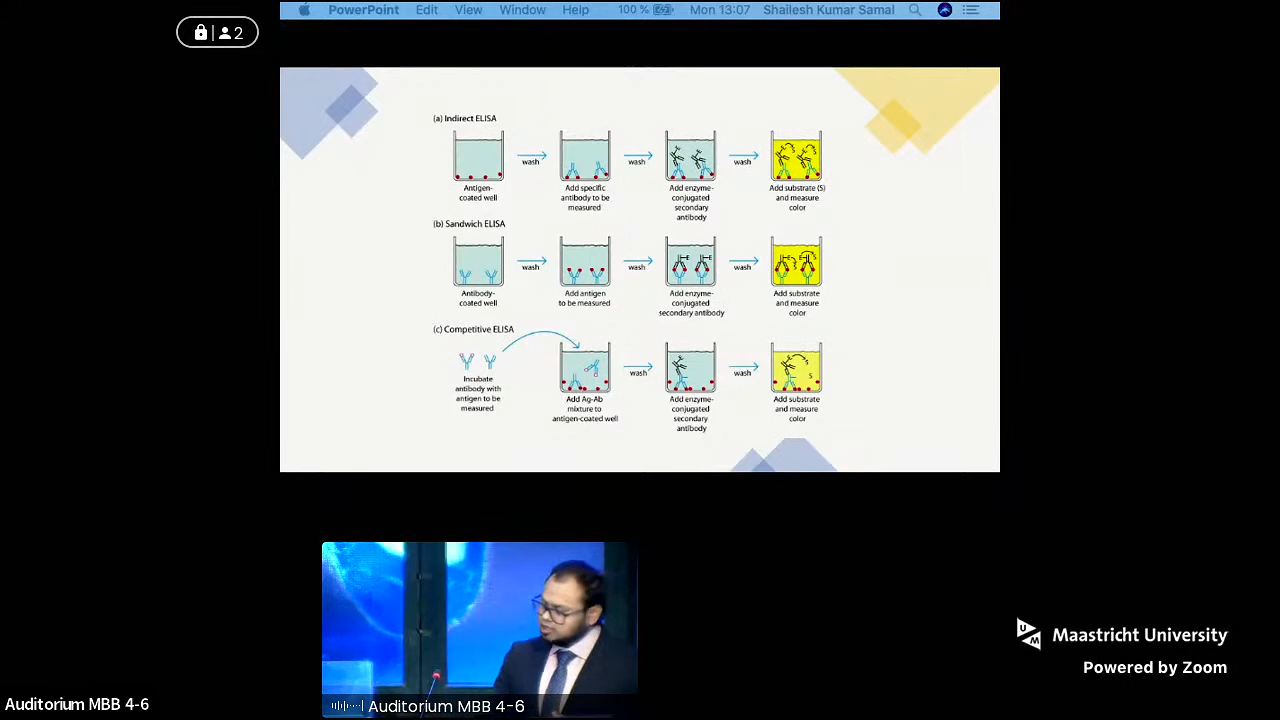 PowerPoint Edit View Window Help 100 % Mon 13:07 Shailesh Kumar Samal
2
(a) Indirect ELISA
wash
wash
wash
Antigen-
coated well
Add specific
antibody to be
measured
Add enzyme-
conjugated
secondary
antibody
Add substrate (S)
and measure
color
(b) Sandwich ELISA
wash
wash
wash
Antibody-
coated well
Add antigen
to be measured
Add enzyme-
conjugated
secondary antibody
Add substrate
and measure
color
(c) Competitive ELISA
wash
wash
Incubate
antibody with
antigen to be
measured
Add Ag-Ab
mixture to
antigen-coated well
Add enzyme-
conjugated
secondary
antibody
Add substrate
and measure
color
UM
Maastricht University
Powered by Zoom
Auditorium MBB 4-6
Auditorium MBB 4-6